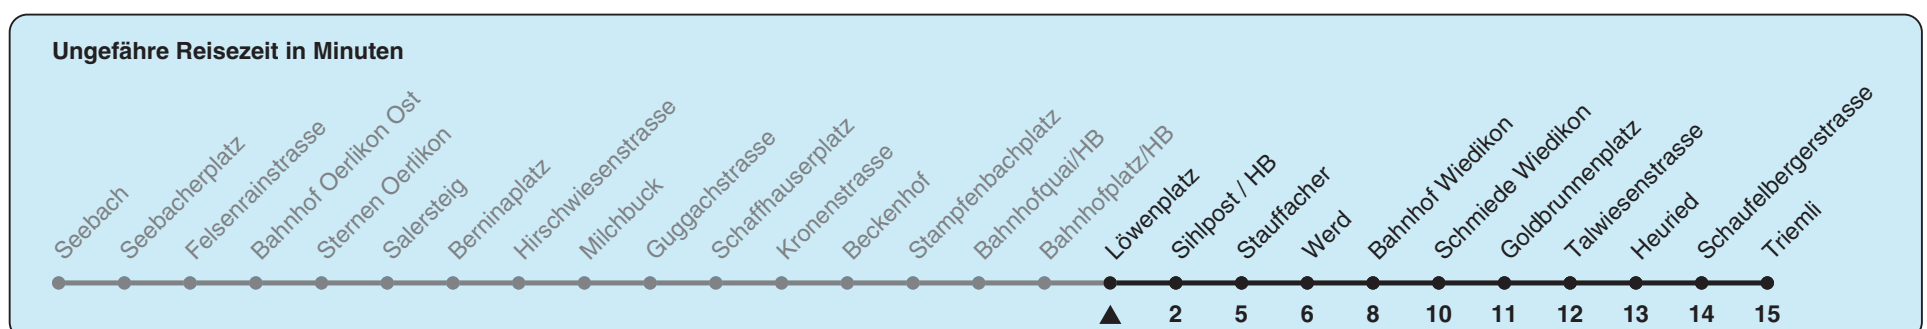 Ungefähre Reisezeit in Minuten
Seebach
Seebacherplatz
Felsenrainstrasse
Bahnhof Oerlikon Ost
Sternen Oerlikon
Salersteig
Berninaplatz
Hirschwiesenstrasse
Milchbuck
Guggachstrasse
Schaffhauserplatz
Kronenstrasse
Beckenhof
Stampfenbachplatz
Bahnhofquai/HB
Bahnhofplatz/HB
Löwenplatz
Sihlpost / HB
Stauffacher
Werd
Bahnhof Wiedikon
Schmiede Wiedikon
Goldbrunnenplatz
Talwiesenstrasse
Heuried
Schaufelbergerstrasse
Triemli
2 5 6 8 10 11 12 13 14 15